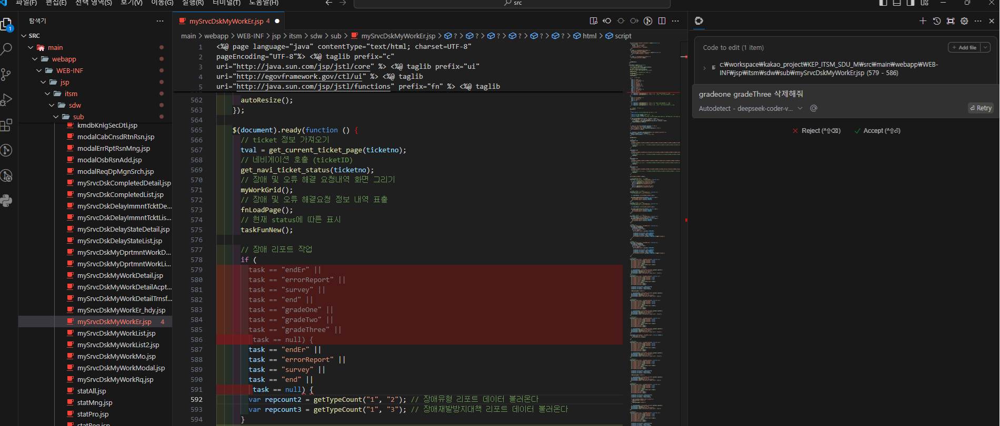 파일(F) 편집(E) 선택 영역(S) 보기(V) 이동(G) 실행(R) 터미널(T) 도움말(H)
src
탐색기
SRC
main
webapp
WEB-INF
jsp
itsm
sdw
sub
kmdbKnlgSecDtl.jsp
modalCabCnsdRtnRsn.jsp
modalErrRptRsnMng.jsp
modalOsbRsnAdd.jsp
modalReqDpMgnSrch.jsp
mySrvcDskCompletedDetail.jsp
mySrvcDskCompletedList.jsp
mySrvcDskDelayImmntTcktDe...
mySrvcDskDelayImmntTcktLis...
mySrvcDskDelayStateDetail.jsp
mySrvcDskDelayStateList.jsp
mySrvcDskMyDprtmntWorkD...
mySrvcDskMyDprtmntWorkLi...
mySrvcDskMyWorkDetail.jsp
mySrvcDskMyWorkDetailAcpt...
mySrvcDskMyWorkDetailTrnsf...
mySrvcDskMyWorkEr_hdy.jsp
mySrvcDskMyWorkEr.jsp 4
mySrvcDskMyWorkList.jsp
mySrvcDskMyWorkList2.jsp
mySrvcDskMyWorkMo.jsp
mySrvcDskMyWorkModal.jsp
mySrvcDskMyWorkRq.jsp
statAll.jsp
statMng.jsp
statPro.jsp
statReq.jsp
1
mySrvcDskMyWorkEr.jsp 4
main > webapp > WEB-INF > jsp > itsm > sdw > sub > mySrvcDskMyWorkEr.jsp > ? > ? > ? > ? > ? > ? > html > script
1 <%@ page language="java" contentType="text/html; charset=UTF-8"
2 pageEncoding="UTF-8"%> <%@ taglib prefix="c"
3 uri="http://java.sun.com/jsp/jstl/core" %> <%@ taglib prefix="ui"
4 uri="http://egovframework.gov/ctl/ui" %> <%@ taglib
5 uri="http://java.sun.com/jsp/jstl/functions" prefix="fn" %> <%@ taglib
562 autoResize();
563 });
564
565 $(document).ready(function () {
566 // ticket 정보 가져오기
567 tval = get_current_ticket_page(ticketno);
568 // 네비게이션 호출 (ticketID)
569 get_navi_ticket_status(ticketno);
570 // 장애 및 오류 해결 요청내역 화면 그리기
571 myWorkGrid();
572 // 장애 및 오류 해결요청 정보 내역 표출
573 fnLoadPage();
574 // 현재 status에 따른 표시
575 taskFunNew();
576
577 // 장애 리포트 작업
578 if (
579 task == "endEr" ||
580 task == "errorReport" ||
581 task == "survey" ||
582 task == "end" ||
583 task == "gradeOne" ||
584 task == "gradeTwo" ||
585 task == "gradeThree" ||
586 task == null) {
587 task == "endEr" ||
588 task == "errorReport" ||
589 task == "survey" ||
590 task == "end" ||
591 task == null) {
592 var repcount2 = getTypeCount("1", "2"); // 장애유형 리포트 데이터 불러온다
593 var repcount3 = getTypeCount("1", "3"); // 장애재발방지대책 리포트 데이터 불러온다
594 }
Code to edit (1 item)
+ Add file
c:₩workspace₩kakao_project₩KEP_ITSM_SDU_M₩src₩main₩webapp₩WEB-
INF₩jsp₩itsm₩sdw₩sub₩mySrvcDskMyWorkEr.jsp (579 - 586)
gradeone gradeThree 삭제해줘
Autodetect - deepseek-coder-v... @
Retry
Reject (^⇧⌫) Accept (^⇧⏎)